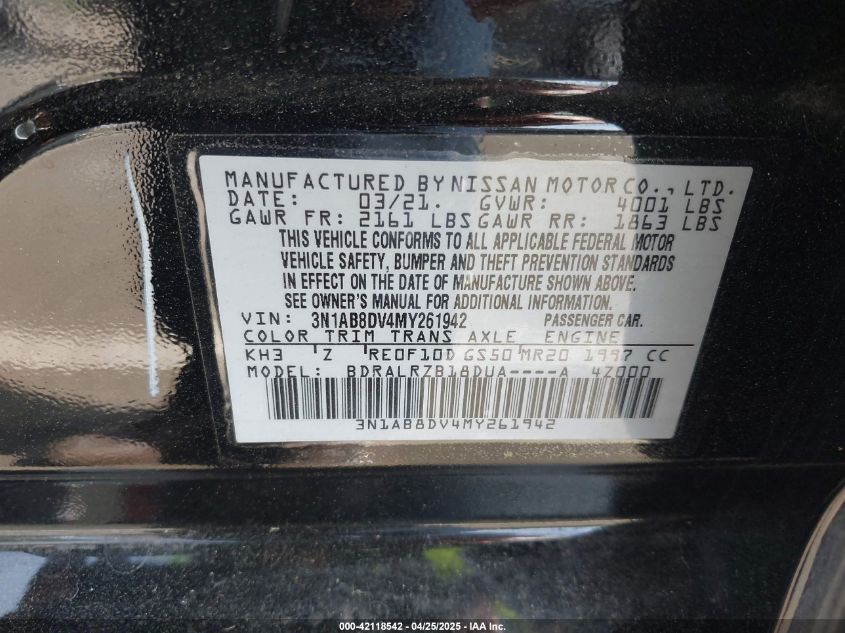 MANUFACTURED BY NISSAN MOTOR CO., LTD.
DATE: 03/21. GVWR: 4001 LBS
GAWR FR: 2161 LBS GAWR RR: 1863 LBS
THIS VEHICLE CONFORMS TO ALL APPLICABLE FEDERAL MOTOR
VEHICLE SAFETY, BUMPER AND THEFT PREVENTION STANDARDS
IN EFFECT ON THE DATE OF MANUFACTURE SHOWN ABOVE.
SEE OWNER'S MANUAL FOR ADDITIONAL INFORMATION.
VIN: 3N1AB8DV4MY261942 PASSENGER CAR.
COLOR TRIM TRANS AXLE ENGINE
KH3 Z RE0F10D GS50 MR20 1997 CC
MODEL: BDRALRZB18DUA----A 4Z000
3N1AB8DV4MY261942
000-42118542 - 04/25/2025 - IAA Inc.